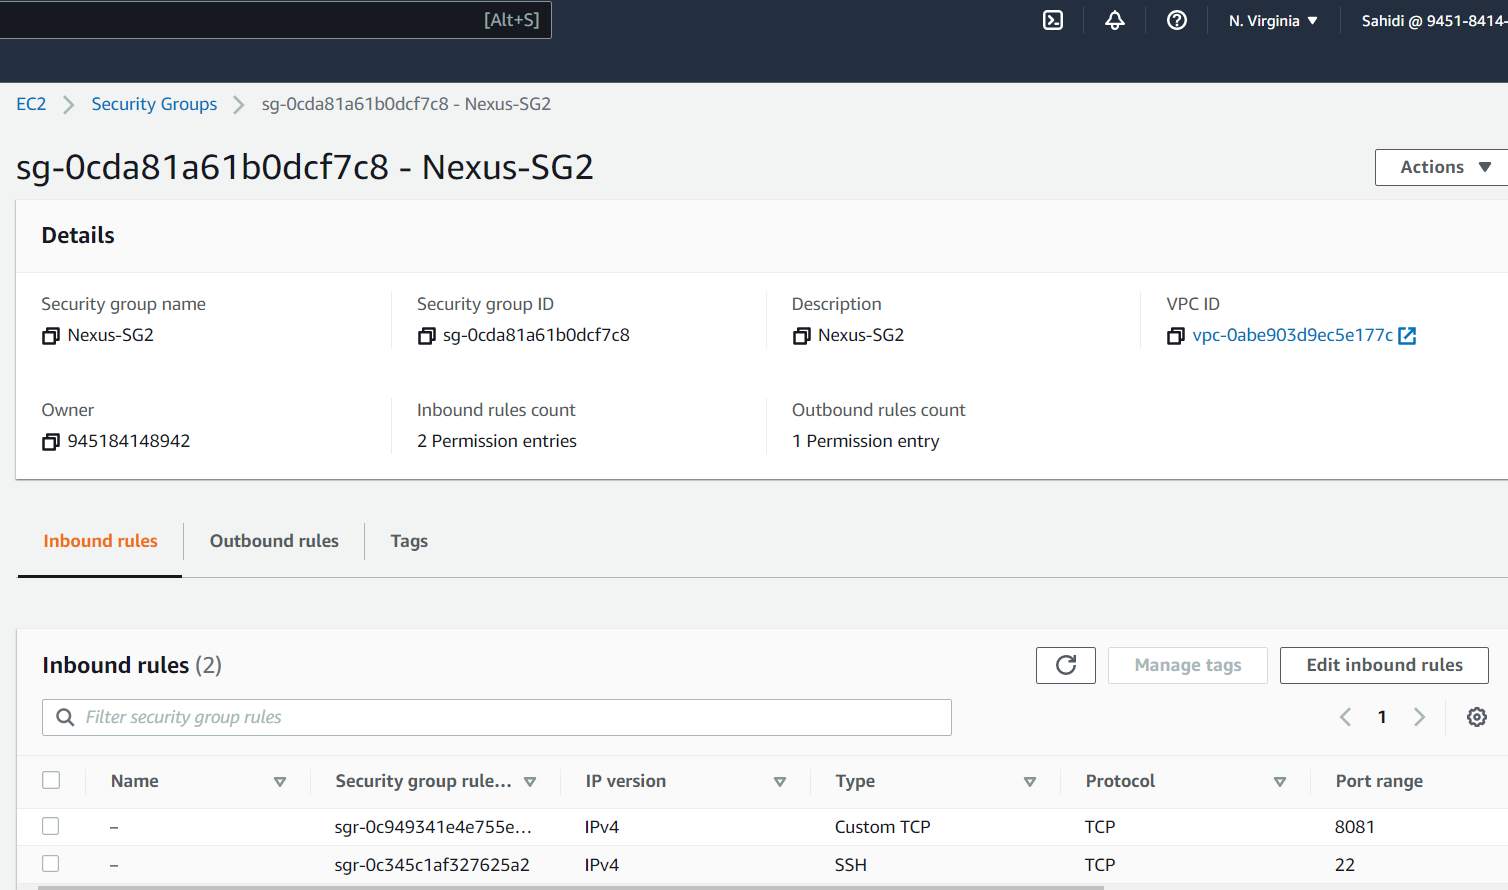 [Alt+S]
N. Virginia
Sahidi @ 9451-8414-
EC2 Security Groups sg-0cda81a61b0dcf7c8 - Nexus-SG2
sg-0cda81a61b0dcf7c8 - Nexus-SG2
Actions
Details
Security group name
Nexus-SG2
Security group ID
sg-0cda81a61b0dcf7c8
Description
Nexus-SG2
VPC ID
vpc-0abe903d9ec5e177c
Owner
945184148942
Inbound rules count
2 Permission entries
Outbound rules count
1 Permission entry
Inbound rules Outbound rules Tags
Inbound rules (2)
Manage tags
Edit inbound rules
Filter security group rules
1
Name Security group rule... IP version Type Protocol Port range
– sgr-0c949341e4e755e... IPv4 Custom TCP TCP 8081
– sgr-0c345c1af327625a2 IPv4 SSH TCP 22